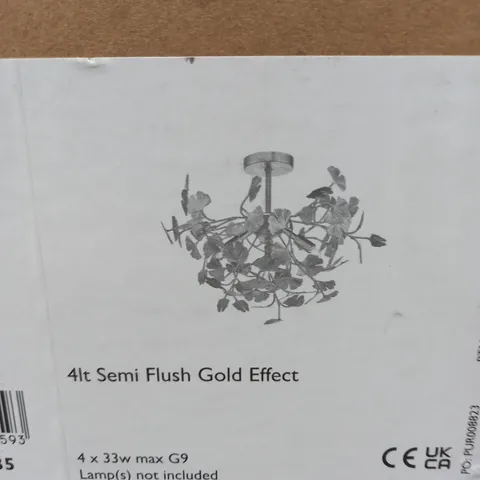 4lt Semi Flush Gold Effect
593
35
4 x 33w max G9
Lamp(s) not included
CE UK
CA
PO: PUR008823